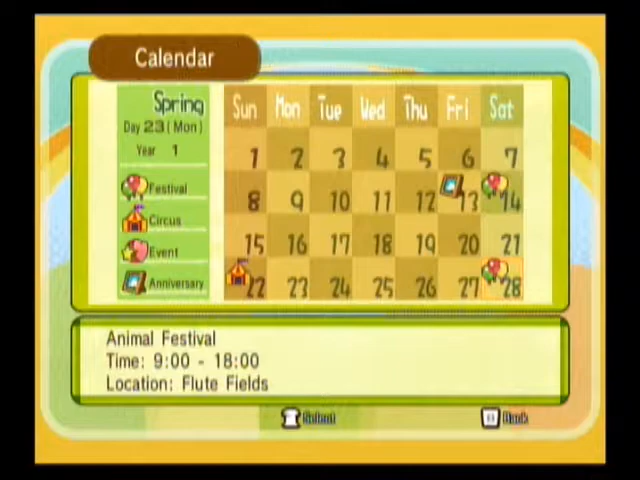 Calendar
Spring
Day 23 (Mon)
Year 1
Festival
Circus
Event
Anniversary
Sun Mon Tue Wed Thu Fri Sat
1 2 3 4 5 6 7
8 9 10 11 12 13 14
15 16 17 18 19 20 21
22 23 24 25 26 27 28
Animal Festival
Time: 9:00 - 18:00
Location: Flute Fields
Select Back